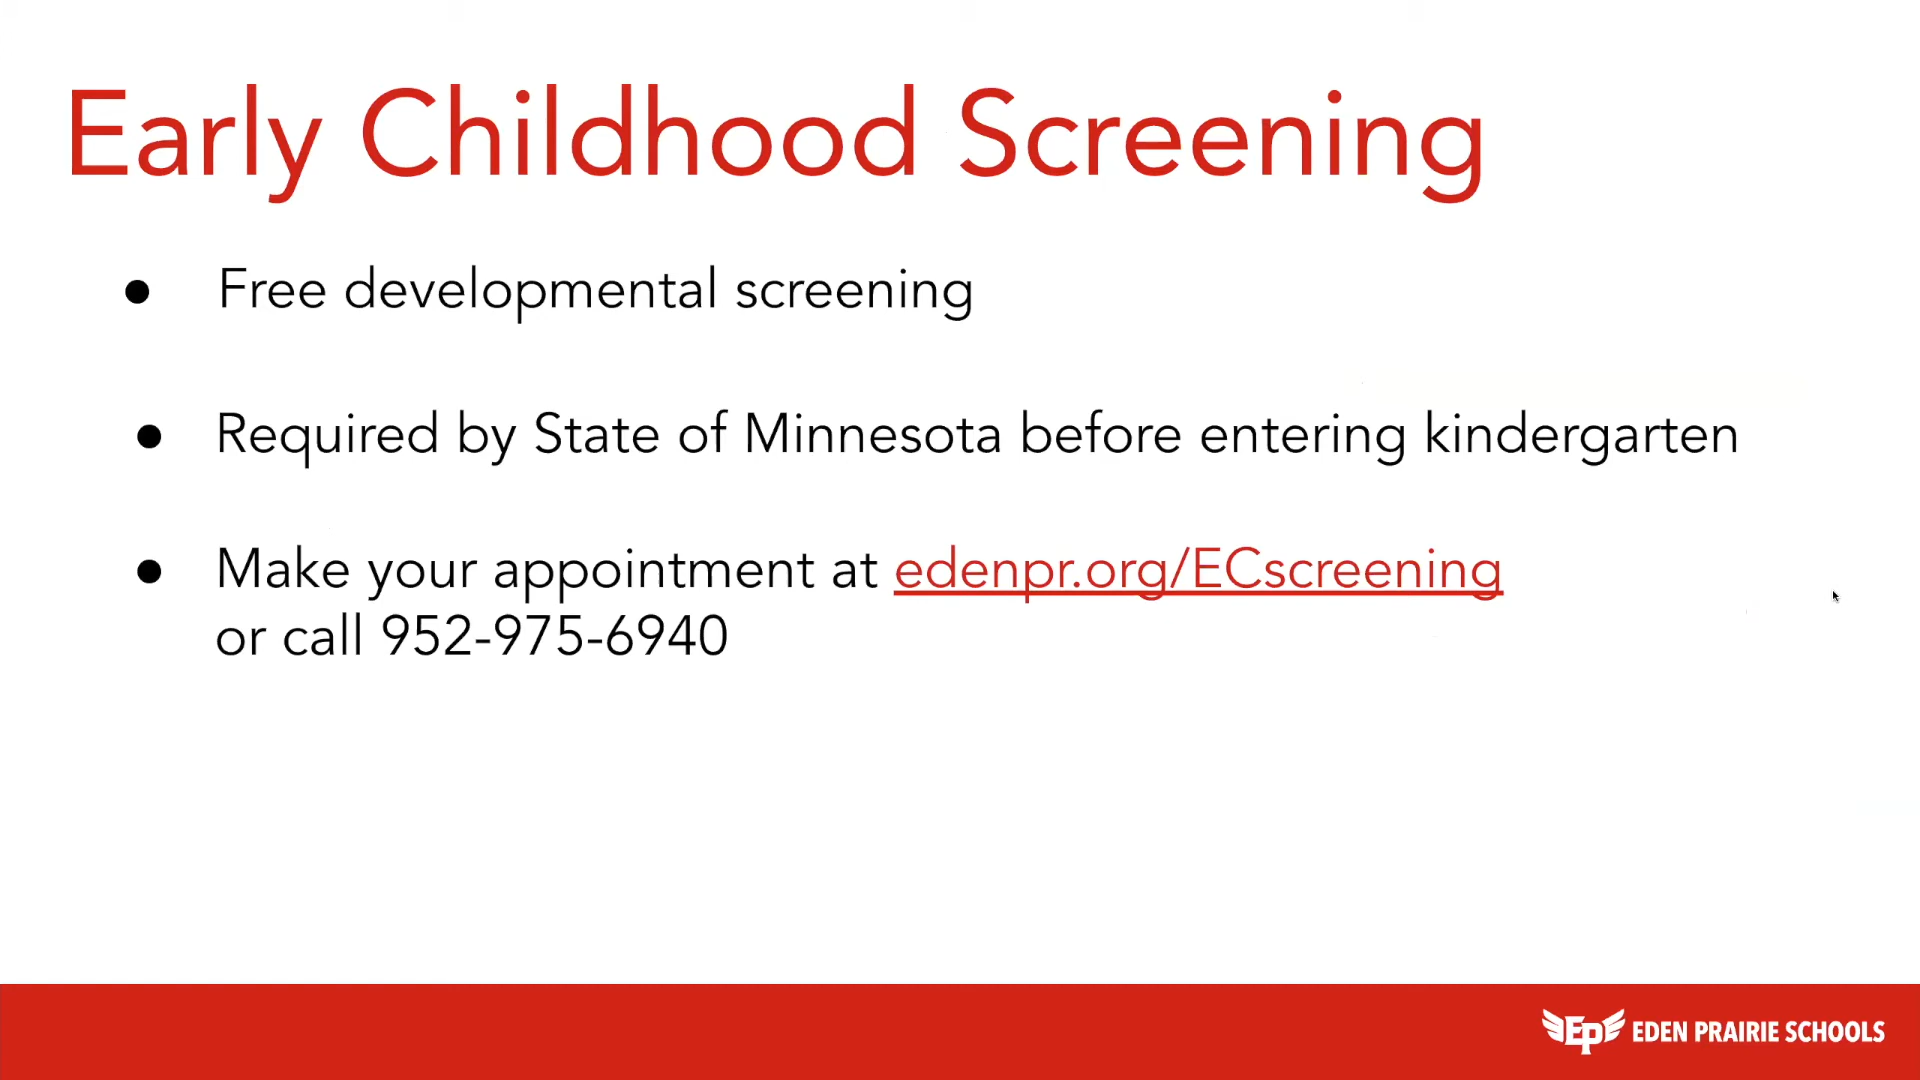 Early Childhood Screening
● Free developmental screening
● Required by State of Minnesota before entering kindergarten
● Make your appointment at edenpr.org/ECscreening
or call 952-975-6940
EP EDEN PRAIRIE SCHOOLS